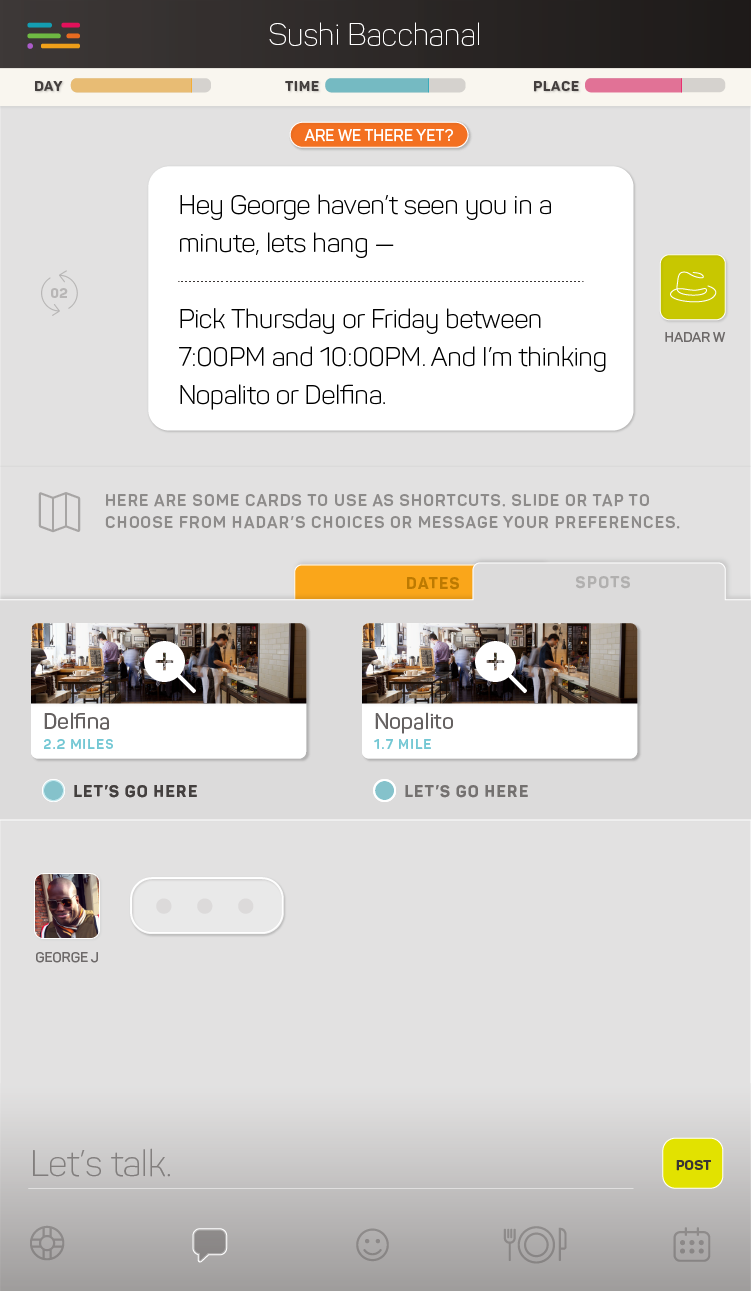 Sushi Bacchanal
DAY
TIME
PLACE
ARE WE THERE YET?
Hey George haven't seen you in a
minute, lets hang —
02
Pick Thursday or Friday between
7:00PM and 10:00PM. And I'm thinking
Nopalito or Delfina.
HADAR W
HERE ARE SOME CARDS TO USE AS SHORTCUTS. SLIDE OR TAP TO
CHOOSE FROM HADAR'S CHOICES OR MESSAGE YOUR PREFERENCES.
DATES
SPOTS
Delfina
2.2 MILES
LET'S GO HERE
Nopalito
1.7 MILE
LET'S GO HERE
GEORGE J
Let's talk.
POST